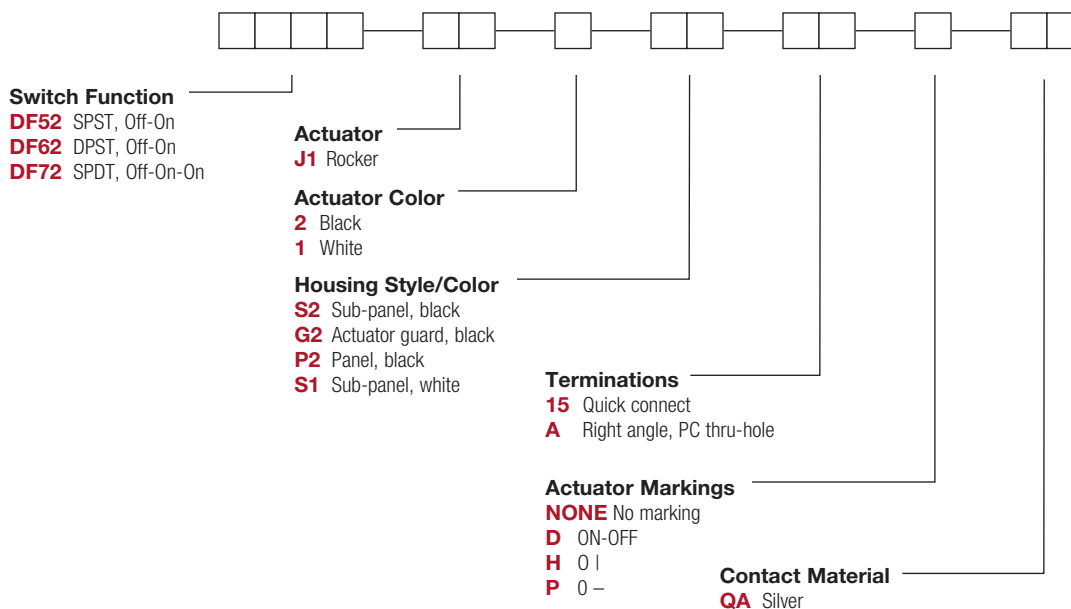 Switch Function
DF52 SPST, Off-On
DF62 DPST, Off-On
DF72 SPDT, Off-On-On
Actuator
J1 Rocker
Actuator Color
2 Black
1 White
Housing Style/Color
S2 Sub-panel, black
G2 Actuator guard, black
P2 Panel, black
S1 Sub-panel, white
Terminations
15 Quick connect
A Right angle, PC thru-hole
Actuator Markings
NONE No marking
D ON-OFF
H O |
P O –
Contact Material
QA Silver